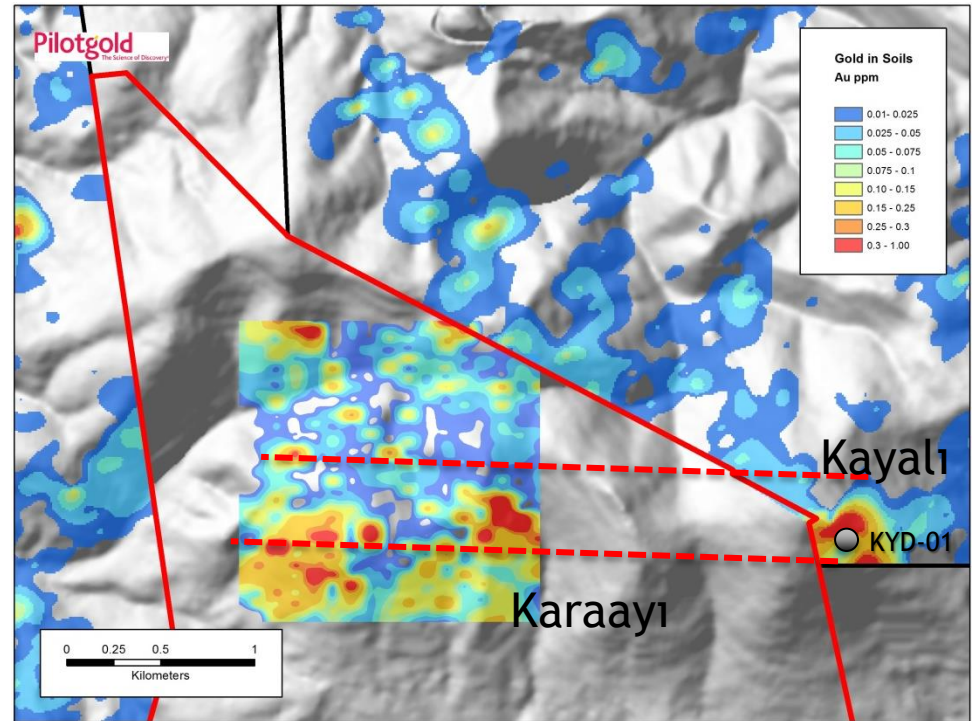 Pilotgold
The Science of Discovery
Gold in Soils
Au ppm
0.01- 0.025
0.025 - 0.05
0.05 - 0.075
0.075 - 0.1
0.10 - 0.15
0.15 - 0.25
0.25 - 0.3
0.3 - 1.00
Kayalı
KYD-01
Karaayı
0 0.25 0.5 1
Kilometers